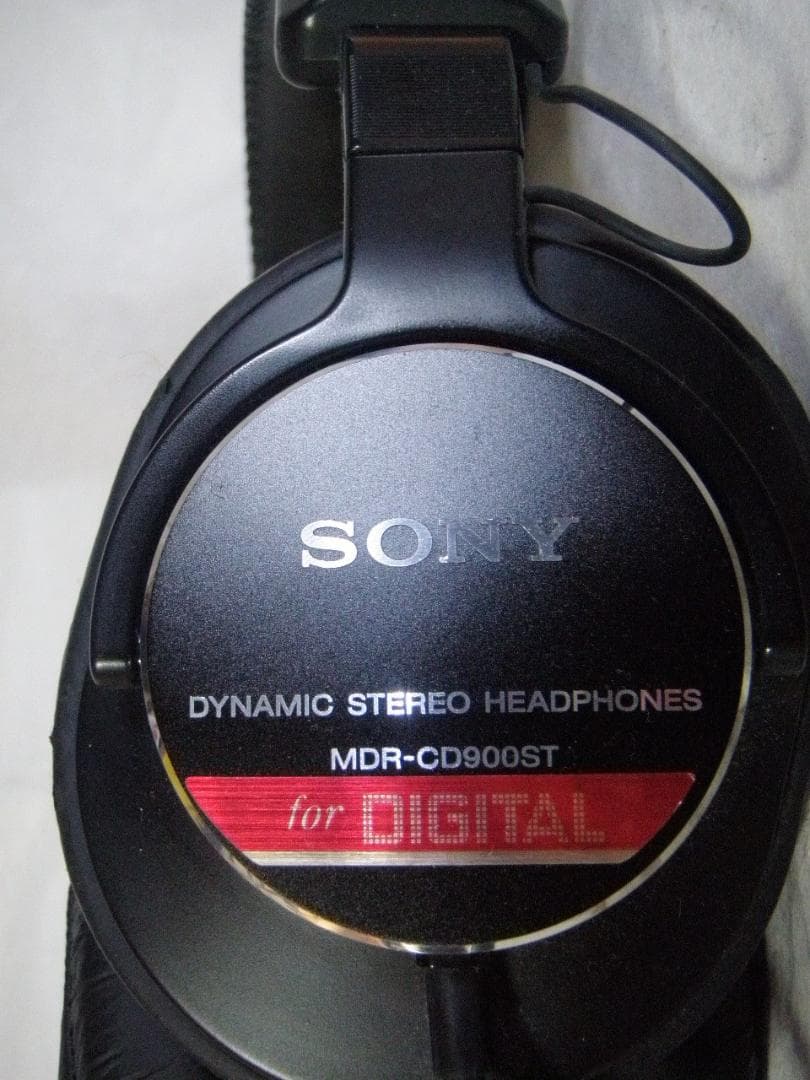 SONY
DYNAMIC STEREO HEADPHONES
MDR-CD900ST
for DIGITAL